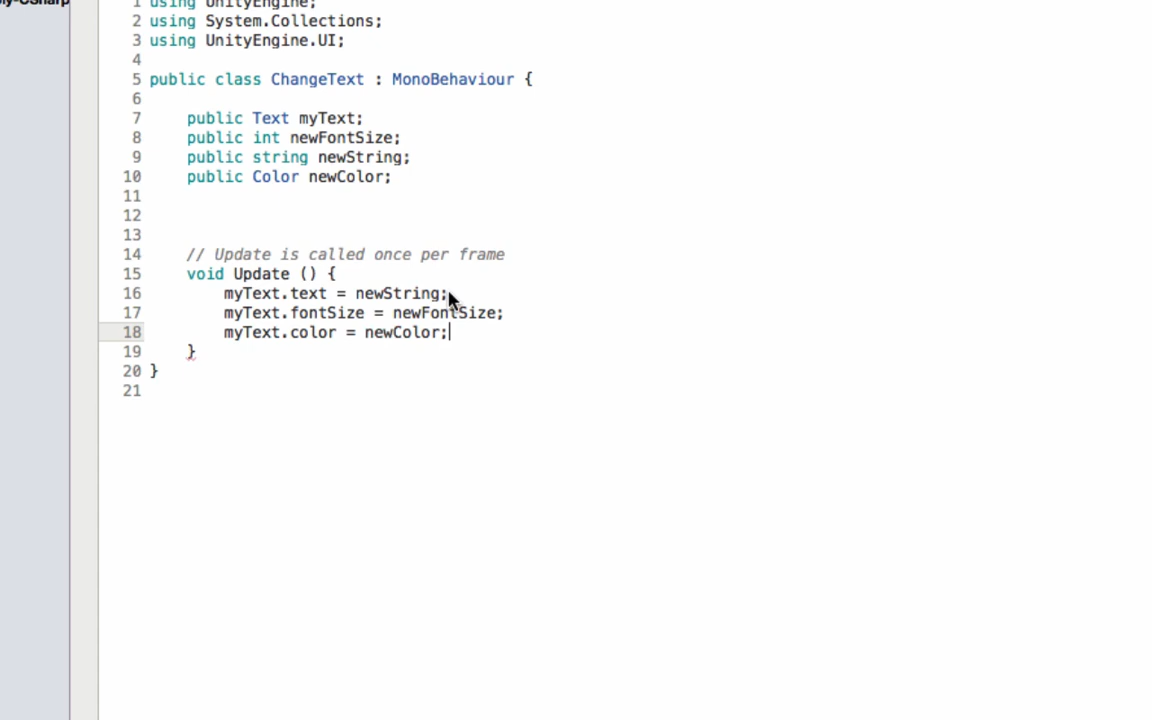 1 using UnityEngine;
2 using System.Collections;
3 using UnityEngine.UI;
4
5 public class ChangeText : MonoBehaviour {
6
7 public Text myText;
8 public int newFontSize;
9 public string newString;
10 public Color newColor;
11
12
13
14 // Update is called once per frame
15 void Update () {
16 myText.text = newString;
17 myText.fontSize = newFontSize;
18 myText.color = newColor;
19 }
20 }
21